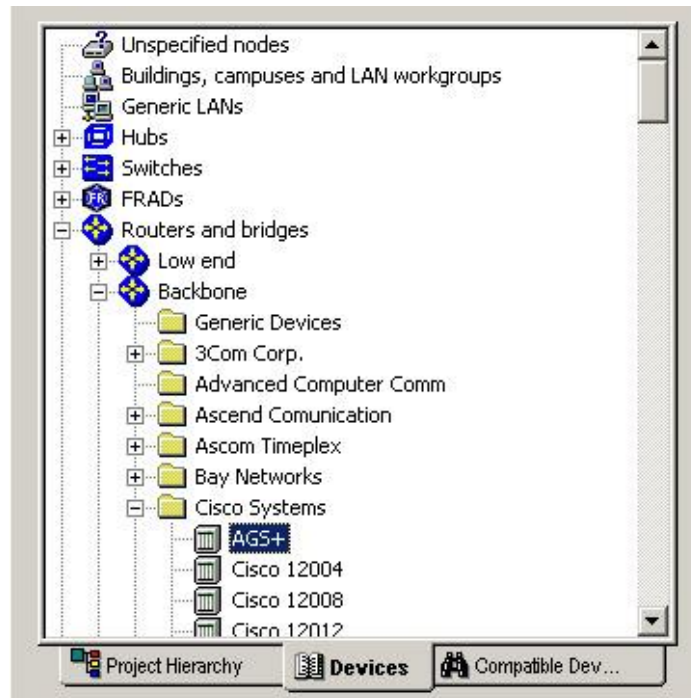 Unspecified nodes
Buildings, campuses and LAN workgroups
Generic LANs
Hubs
Switches
FR
FRADs
Routers and bridges
Low end
Backbone
Generic Devices
3Com Corp.
Advanced Computer Comm
Ascend Comunication
Ascom Timeplex
Bay Networks
Cisco Systems
AGS+
Cisco 12004
Cisco 12008
Cisco 12012
Project Hierarchy
Devices
Compatible Dev...